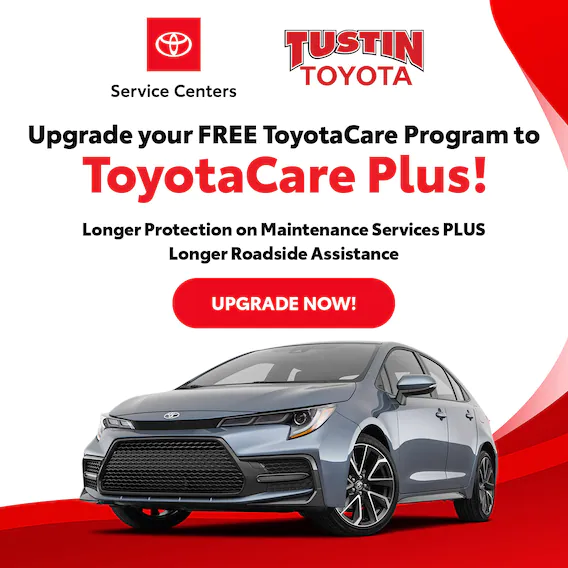 Service Centers
TUSTIN
TOYOTA
Upgrade your FREE ToyotaCare Program to
ToyotaCare Plus!
Longer Protection on Maintenance Services PLUS
Longer Roadside Assistance
UPGRADE NOW!